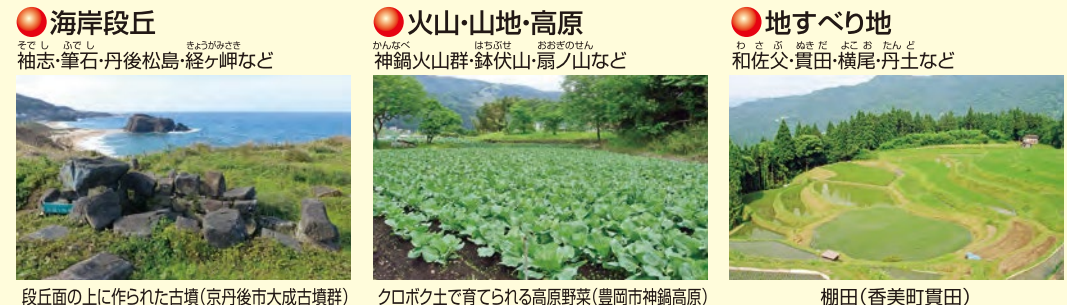 海岸段丘
そでし ふでし きょうがみさき
袖志・筆石・丹後松島・経ヶ岬など
段丘面の上に作られた古墳(京丹後市大成古墳群)
火山・山地・高原
かんなべ はちぶせ おおぎのせん
神鍋火山群・鉢伏山・扇ノ山など
クロボク土で育てられる高原野菜(豊岡市神鍋高原)
地すべり地
わさぶ ぬきだ よこお たんど
和佐父・貫田・横尾・丹土など
棚田(香美町貫田)